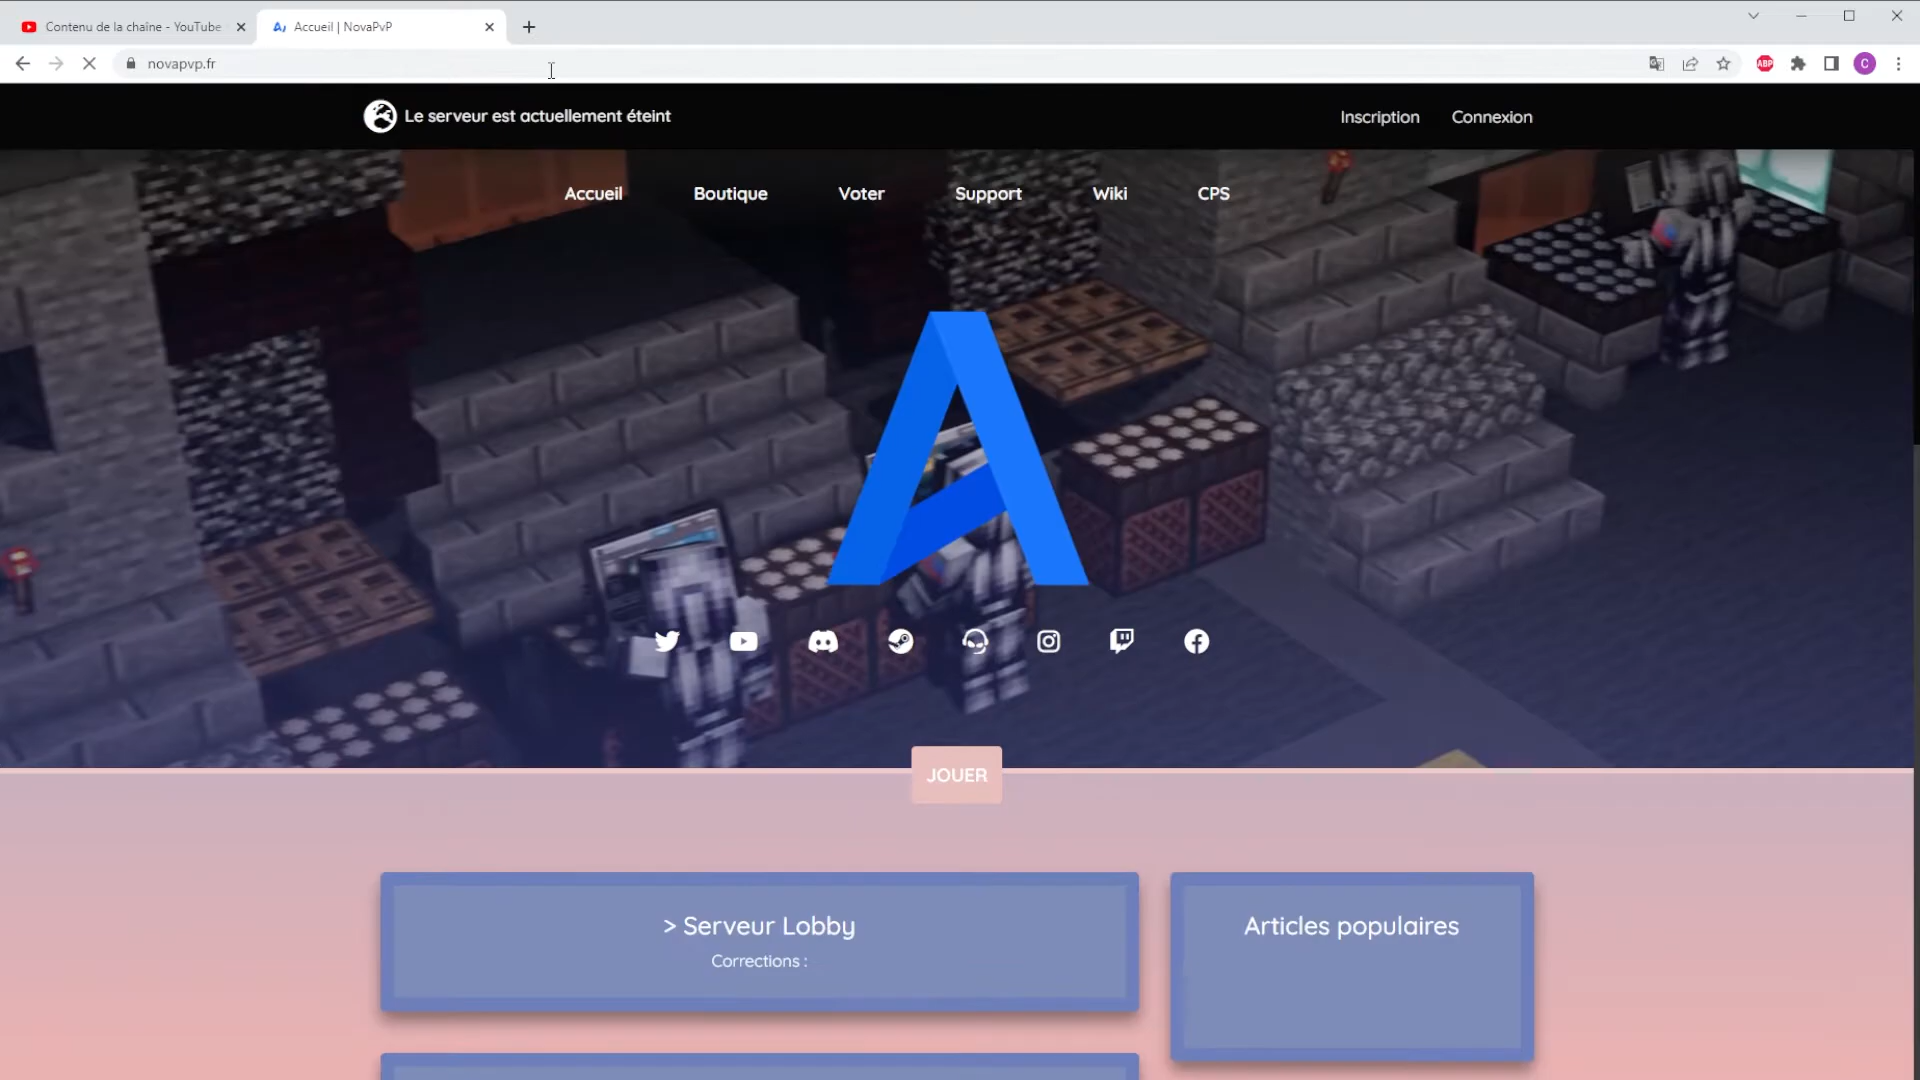 Contenu de la chaîne - YouTube
Accueil | NovaPvP
novapvp.fr
ABP
C
Le serveur est actuellement éteint
Inscription
Connexion
Accueil
Boutique
Voter
Support
Wiki
CPS
JOUER
> Serveur Lobby
Corrections :
Articles populaires